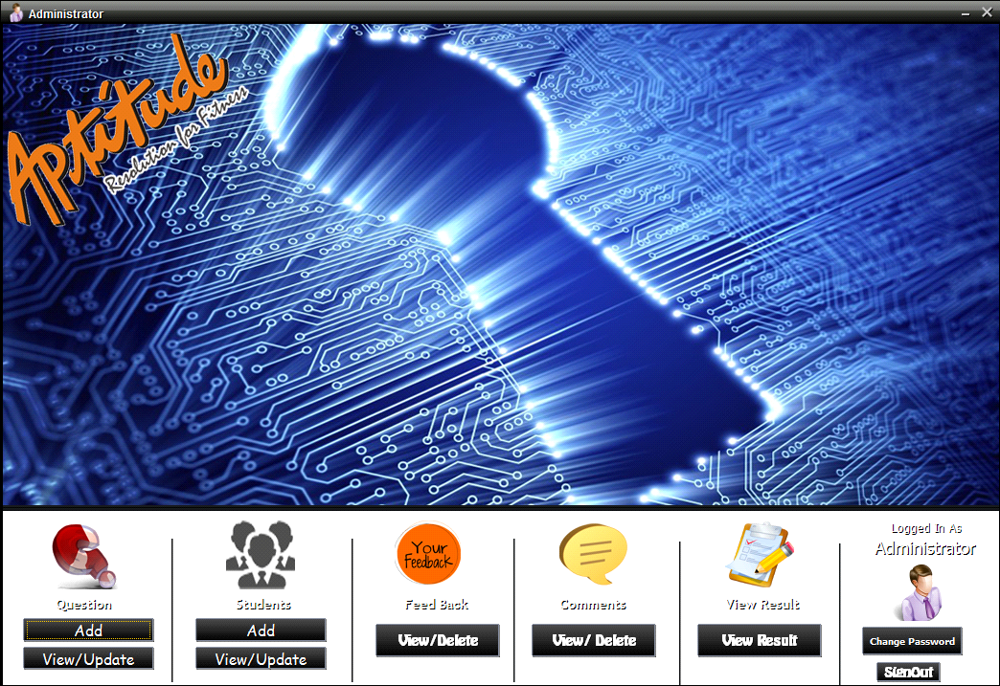 Administrator
Aptitude
Resolution for Fitness
Your
Feedback
Question
Add
View/Update
Students
Add
View/Update
Feed Back
View/Delete
Comments
View/ Delete
View Result
View Result
Logged In As
Administrator
Change Password
SignOut